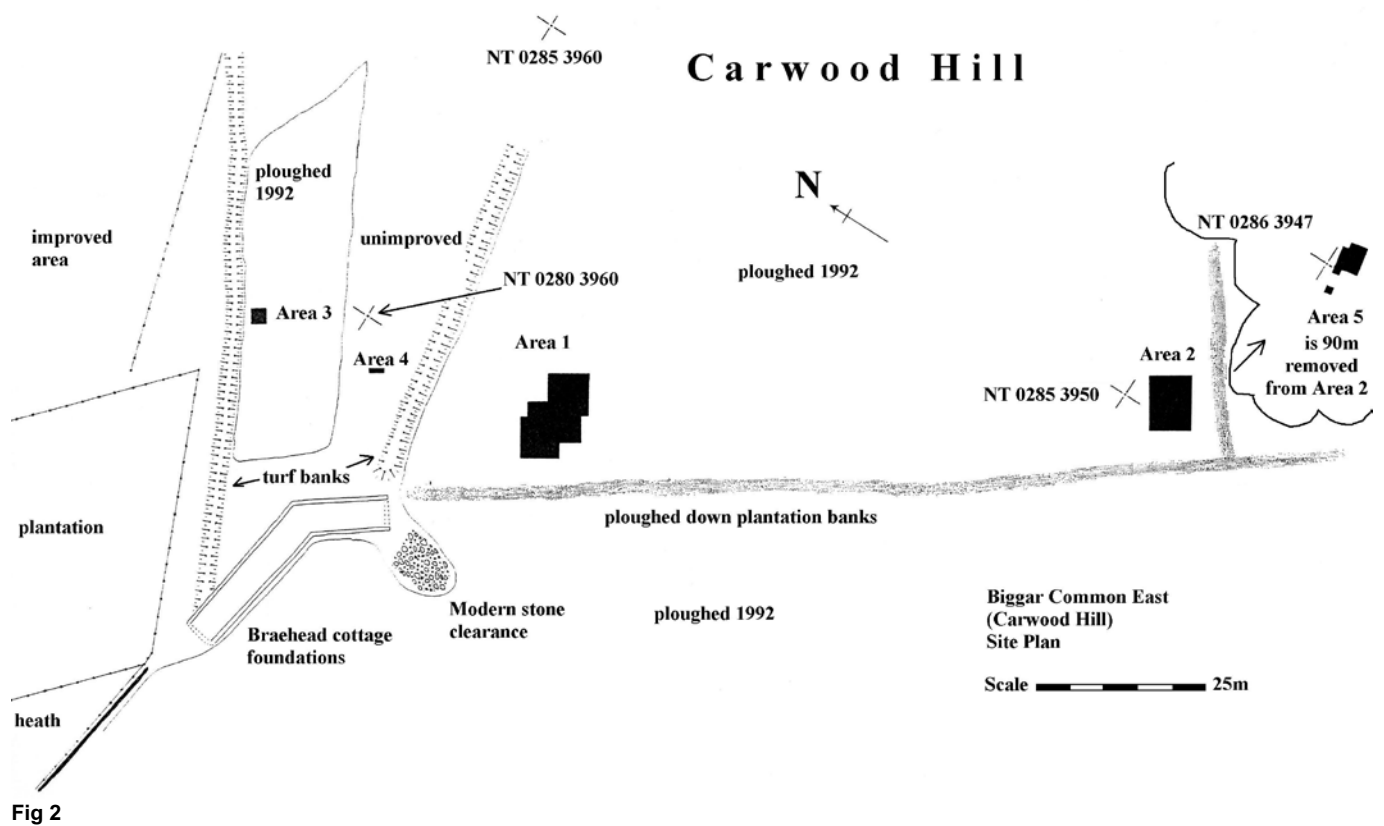 NT 0285 3960
Carwood Hill
ploughed
1992
N
improved
area
unimproved
NT 0286 3947
NT 0280 3960
ploughed 1992
Area 3
Area 5
is 90m
removed
from Area 2
Area 1
Area 4
Area 2
NT 0285 3950
turf banks
plantation
ploughed down plantation banks
Biggar Common East
(Carwood Hill)
Site Plan
Modern stone
clearance
ploughed 1992
Braehead cottage
foundations
Scale 25m
heath
Fig 2